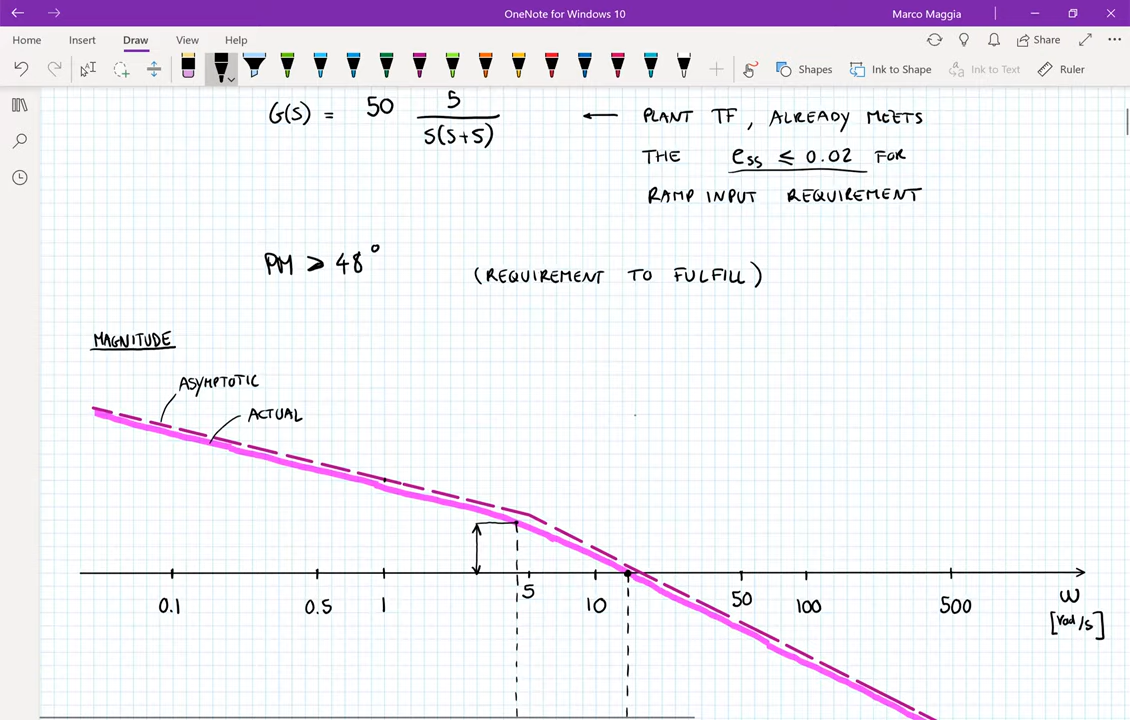 OneNote for Windows 10
Marco Maggia
Home Insert Draw View Help
Share
Shapes Ink to Shape Ink to Text Ruler
G(S) = 50 5 / S(S+5)
← PLANT TF, ALREADY MEETS
THE ess ≤ 0.02 FOR
RAMP INPUT REQUIREMENT
PM > 48°
(REQUIREMENT TO FULFILL)
MAGNITUDE
ASYMPTOTIC
ACTUAL
0.1 0.5 1 5 10 50 100 500 ω
[rad/s]